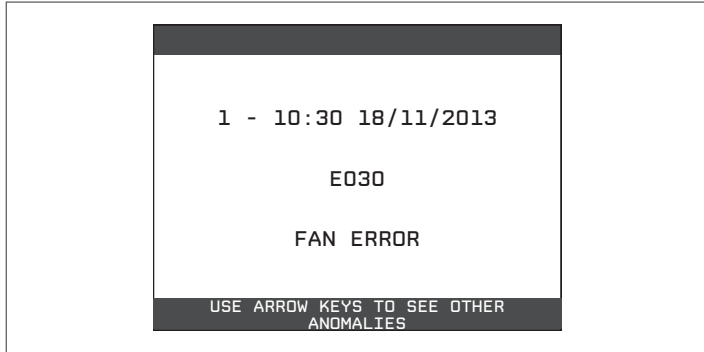 1 - 10:30 18/11/2013
E030
FAN ERROR
USE ARROW KEYS TO SEE OTHER
ANOMALIES